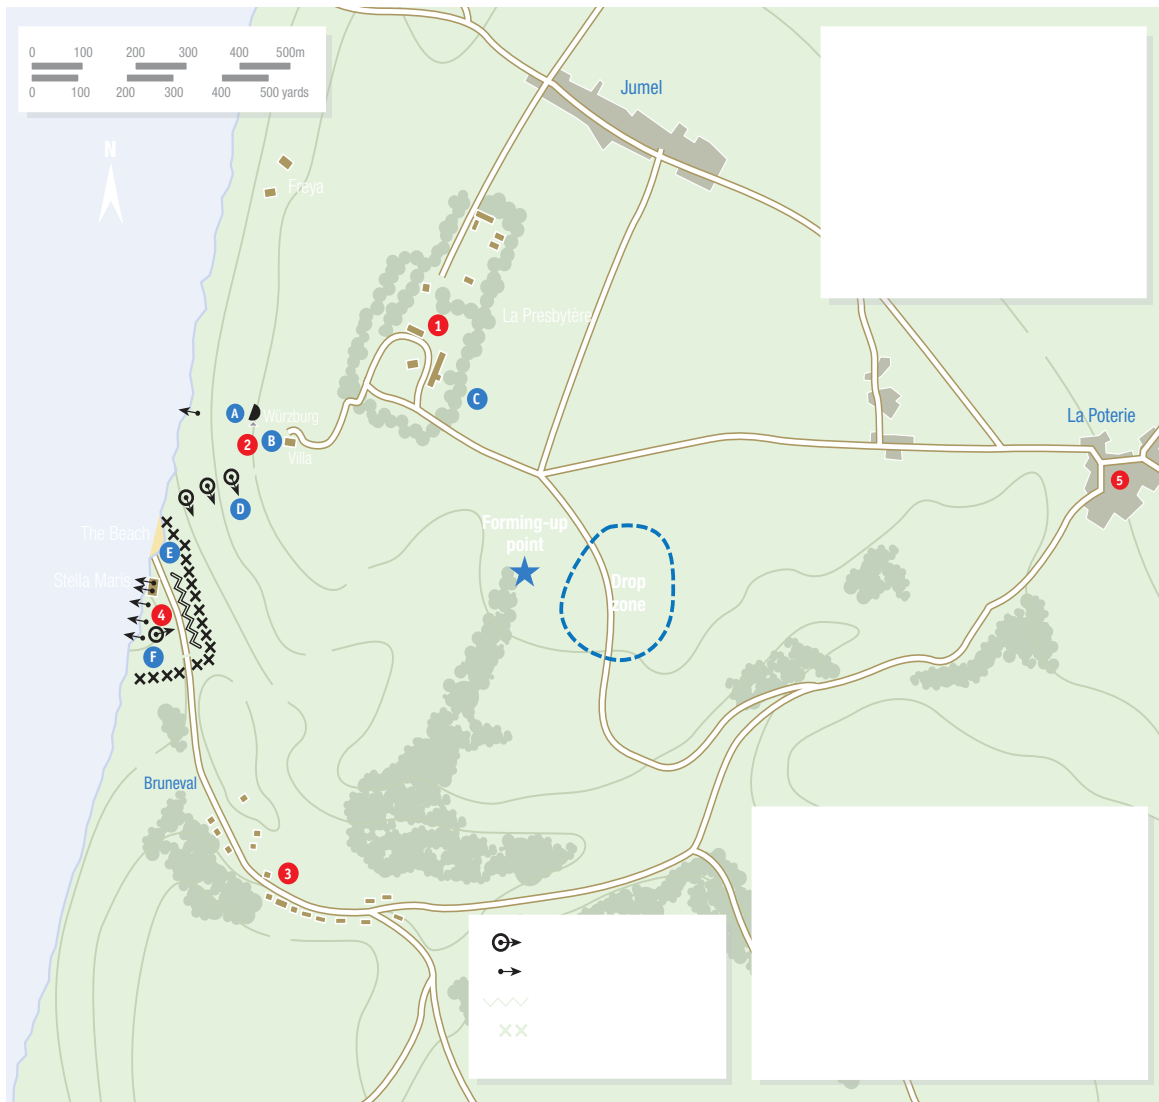 0 100 200 300 400 500m
0 100 200 300 400 500 yards
N
Jumel
Freya
La Presbytère
1
C
A
Würzburg
2
B
Villa
La Poterie
5
D
The Beach
E
Forming-up
point
Drop
zone
Stella Maris
4
F
Bruneval
3